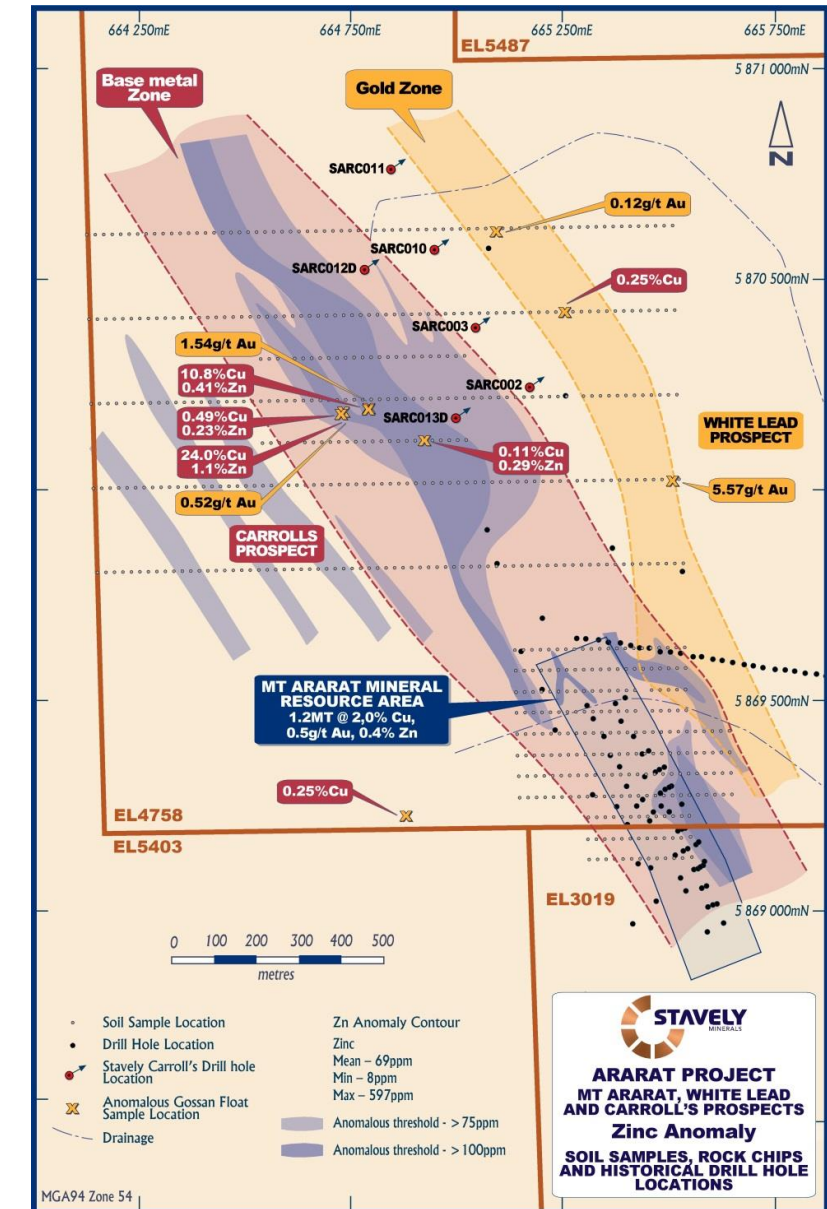 664 250mE
664 750mE
665 250mE
665 750mE
EL5487
5 871 000mN
Base metal
Zone
Gold Zone
N
SARC011
0.12g/t Au
SARC010
SARC012D
5 870 500mN
0.25%Cu
SARC003
1.54g/t Au
10.8%Cu
0.41%Zn
SARC002
0.49%Cu
0.23%Zn
SARC013D
WHITE LEAD
PROSPECT
24.0%Cu
1.1%Zn
0.11%Cu
0.29%Zn
0.52g/t Au
5.57g/t Au
CARROLLS
PROSPECT
MT ARARAT MINERAL
RESOURCE AREA
1.2MT @ 2,0% Cu,
0.5g/t Au, 0.4% Zn
5 869 500mN
0.25%Cu
EL4758
EL5403
EL3019
5 869 000mN
0 100 200 300 400 500
metres
Soil Sample Location
Drill Hole Location
Stavely Carroll's Drill hole
Location
Anomalous Gossan Float
Sample Location
Drainage
Zn Anomaly Contour
Zinc
Mean – 69ppm
Min – 8ppm
Max – 597ppm
Anomalous threshold - >75ppm
Anomalous threshold - >100ppm
STAVELY
MINERALS
ARARAT PROJECT
MT ARARAT, WHITE LEAD
AND CARROLL'S PROSPECTS
Zinc Anomaly
SOIL SAMPLES, ROCK CHIPS
AND HISTORICAL DRILL HOLE
LOCATIONS
MGA94 Zone 54